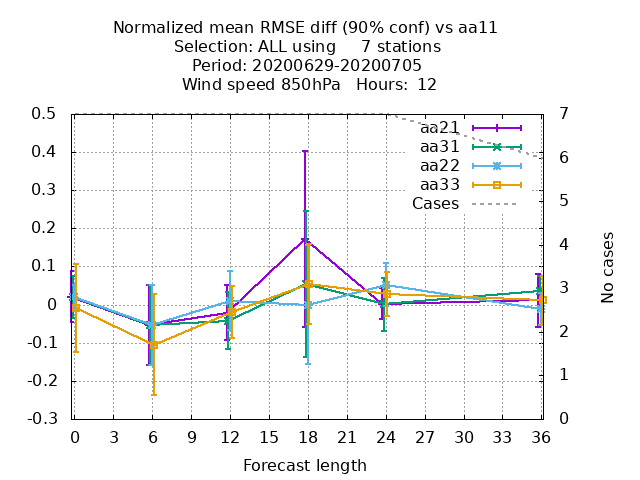 Normalized mean RMSE diff (90% conf) vs aa11
Selection: ALL using     7 stations
Period: 20200629-20200705
Wind speed 850hPa   Hours:  12
0.5
0.4
0.3
0.2
0.1
0
-0.1
-0.2
-0.3
7
6
5
4
3
2
1
0
aa21
aa31
aa22
aa33
Cases
No cases
0 3 6 9 12 15 18 21 24 27 30 33 36
Forecast length